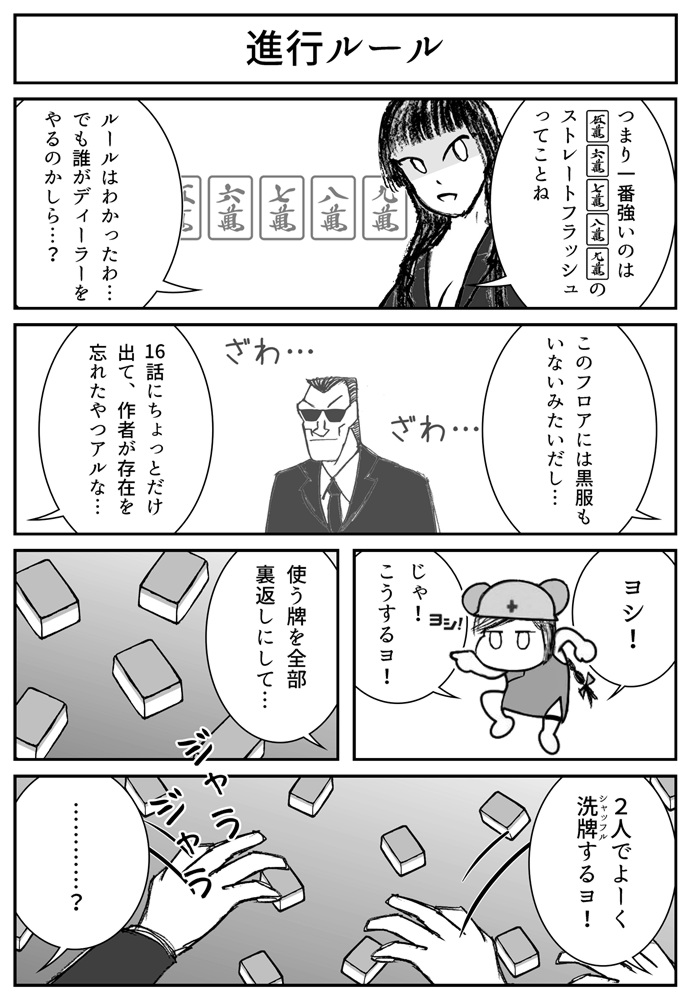 進行ルール
つまり一番強いのは
五萬六萬七萬八萬九萬の
ストレートフラッシュ
ってことね
五萬 六萬 七萬 八萬 九萬
ルールはわかったわ…
でも誰がディーラーを
やるのかしら…?
このフロアには黒服も
いないみたいだし…
ざわ…
ざわ…
16話にちょっとだけ
出て、作者が存在を
忘れたやつアルな…
ヨシ!
ヨシ!
じゃ!
こうするョ!
使う牌を全部
裏返しにして…
ジャラ
ジャラ
2人でよーく
洗牌するョ!
シャッフル
…………?